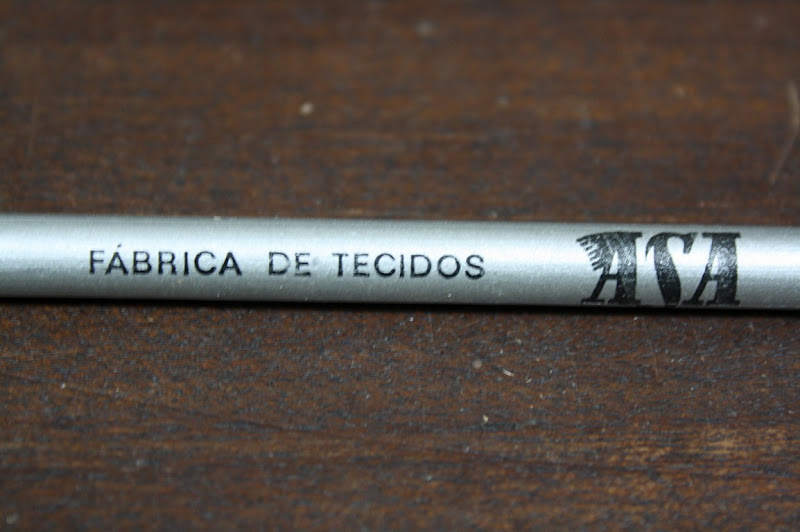 FÁBRICA DE TECIDOS ASA